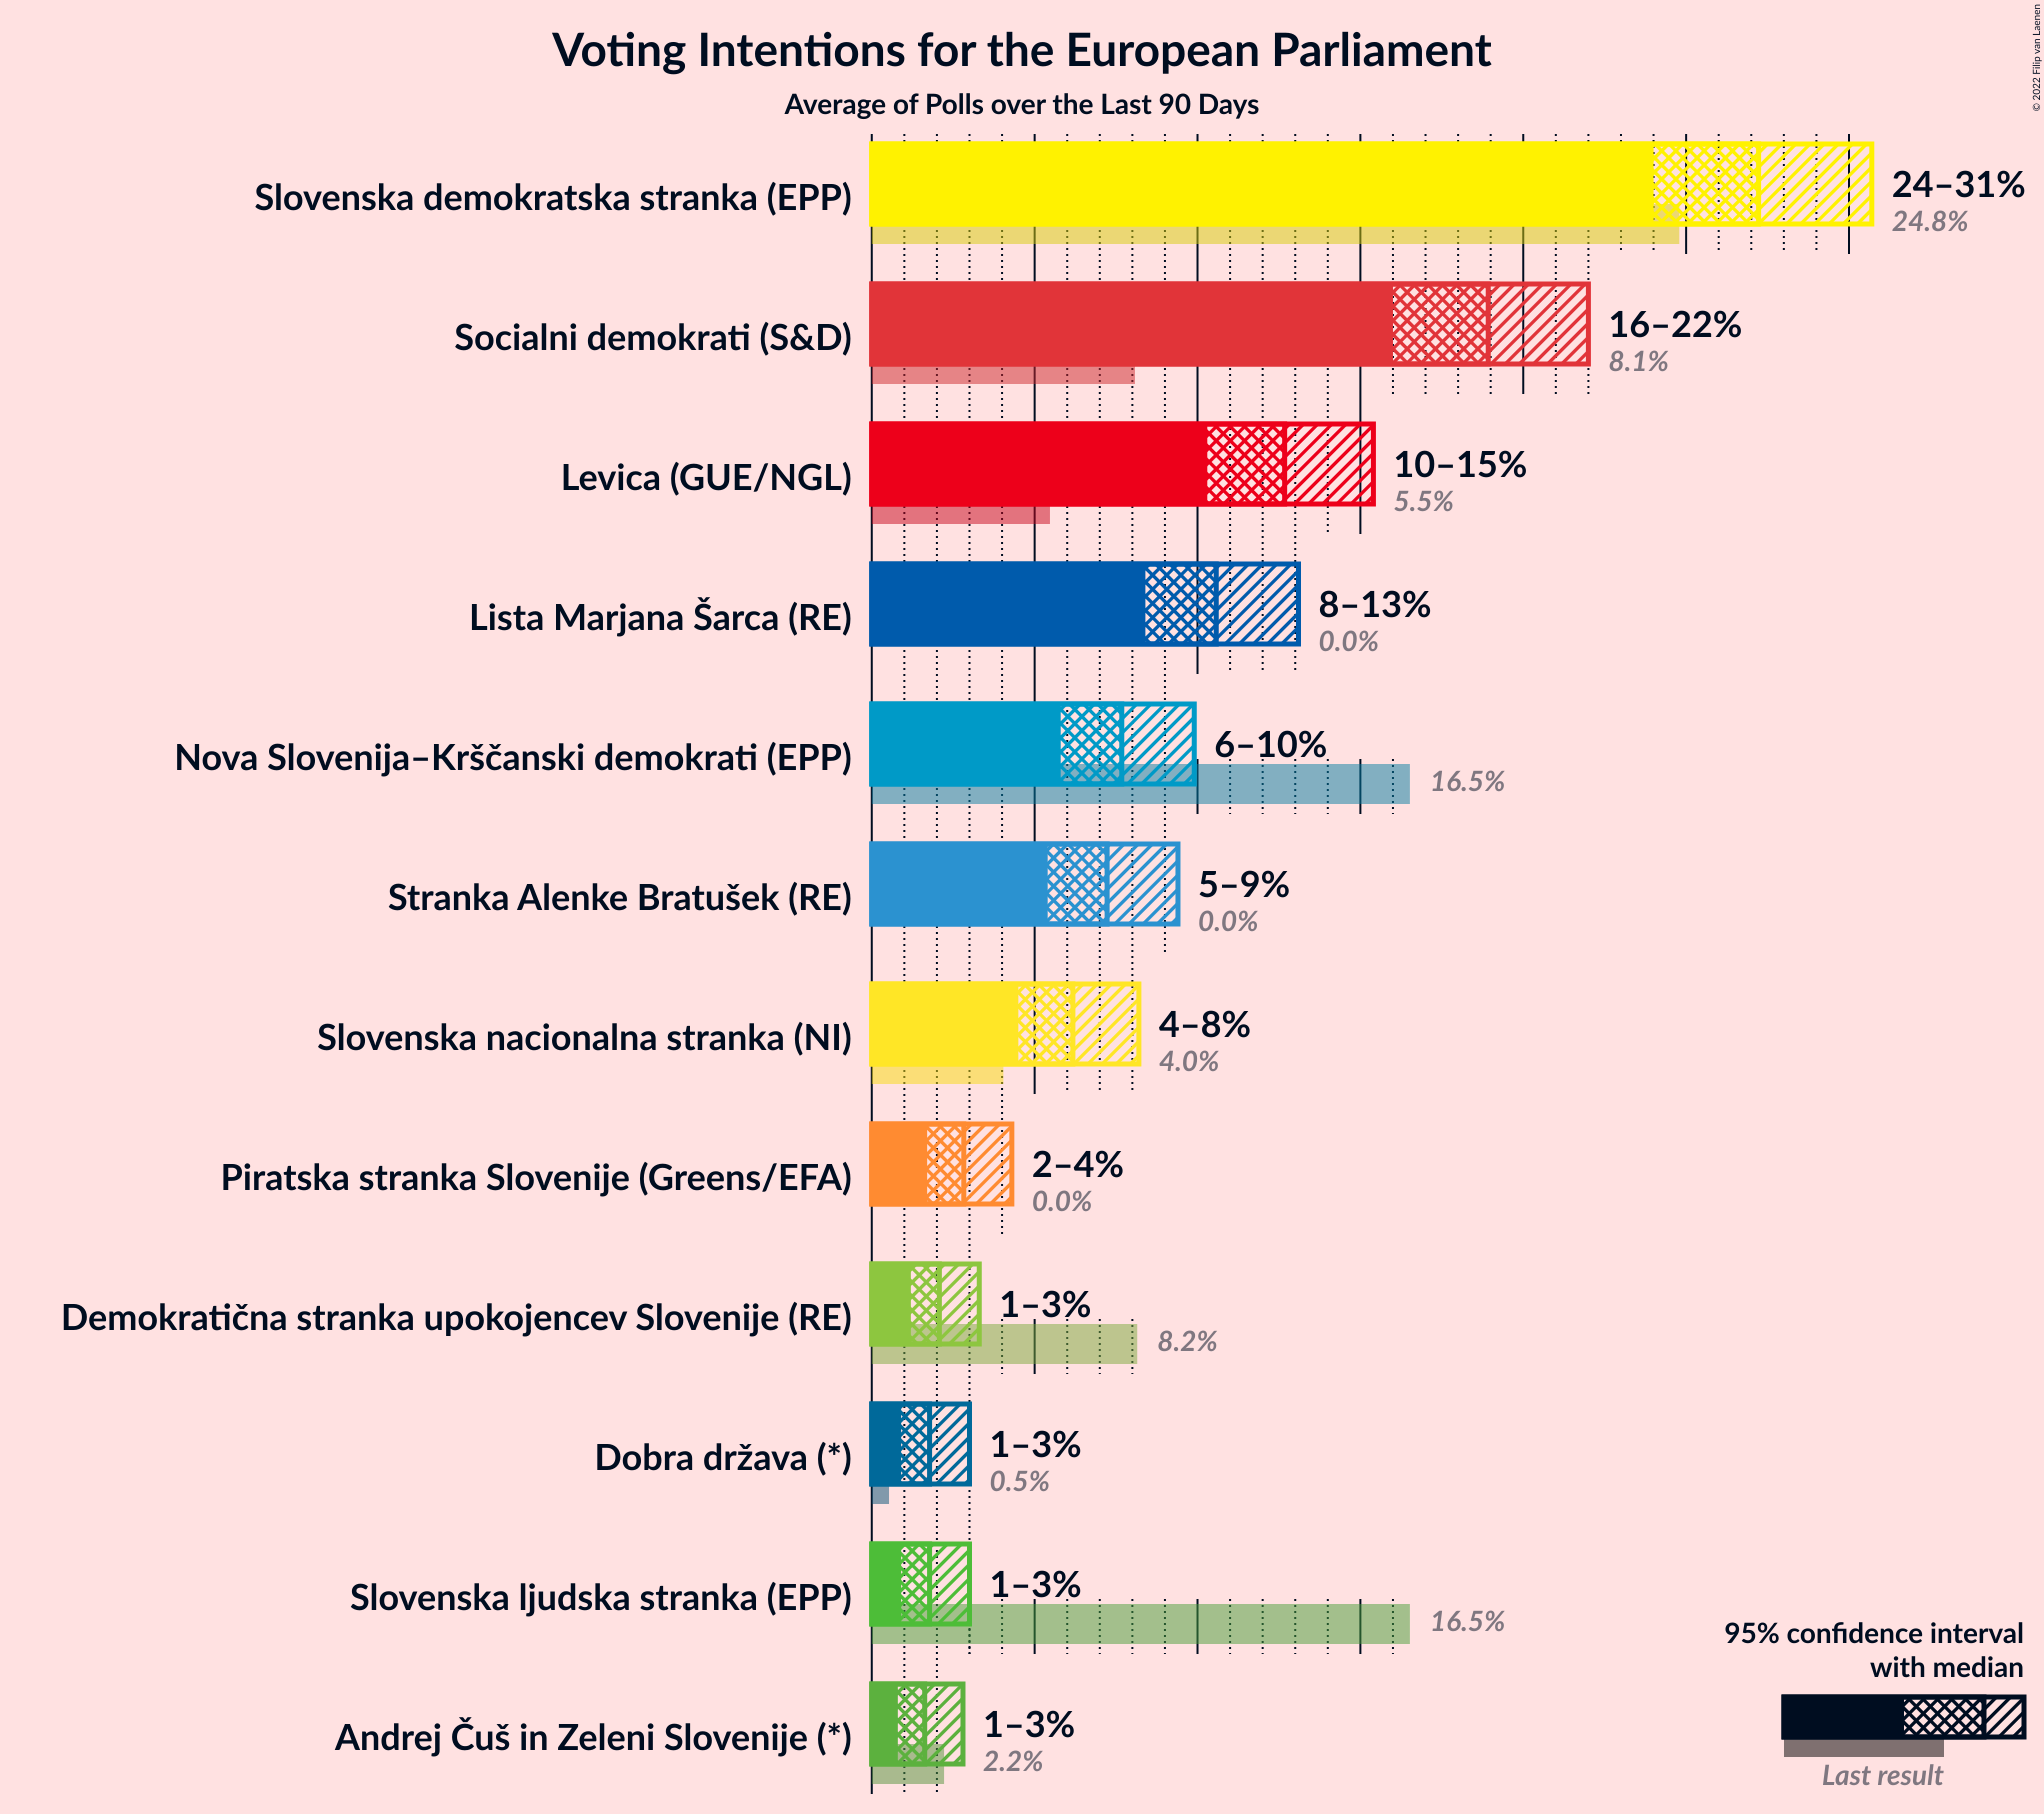 Voting Intentions for the European Parliament
Average of Polls over the Last 90 Days
© 2022 Filip van Laenen
Slovenska demokratska stranka (EPP)
24–31%
24.8%
Socialni demokrati (S&D)
16–22%
8.1%
Levica (GUE/NGL)
10–15%
5.5%
Lista Marjana Šarca (RE)
8–13%
0.0%
Nova Slovenija–Krščanski demokrati (EPP)
6–10%
16.5%
Stranka Alenke Bratušek (RE)
5–9%
0.0%
Slovenska nacionalna stranka (NI)
4–8%
4.0%
Piratska stranka Slovenije (Greens/EFA)
2–4%
0.0%
Demokratična stranka upokojencev Slovenije (RE)
1–3%
8.2%
Dobra država (*)
1–3%
0.5%
Slovenska ljudska stranka (EPP)
1–3%
16.5%
Andrej Čuš in Zeleni Slovenije (*)
1–3%
2.2%
95% confidence interval
with median
Last result